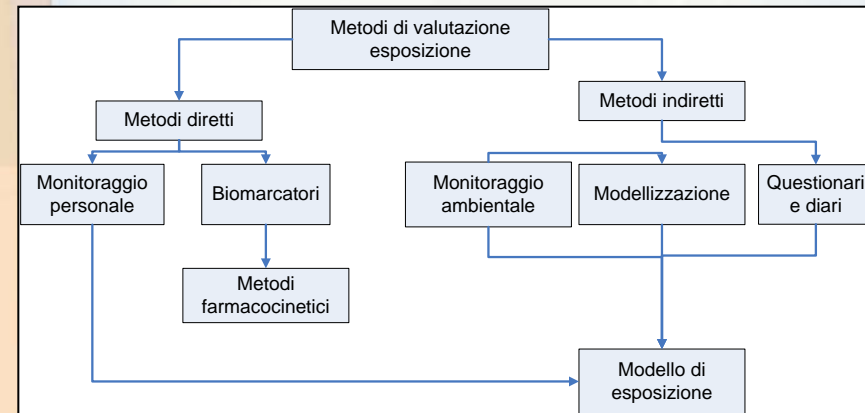 Metodi di valutazione
esposizione
Metodi diretti
Metodi indiretti
Monitoraggio
personale
Biomarcatori
Monitoraggio
ambientale
Modellizzazione
Questionari
e diari
Metodi
farmacocinetici
Modello di
esposizione